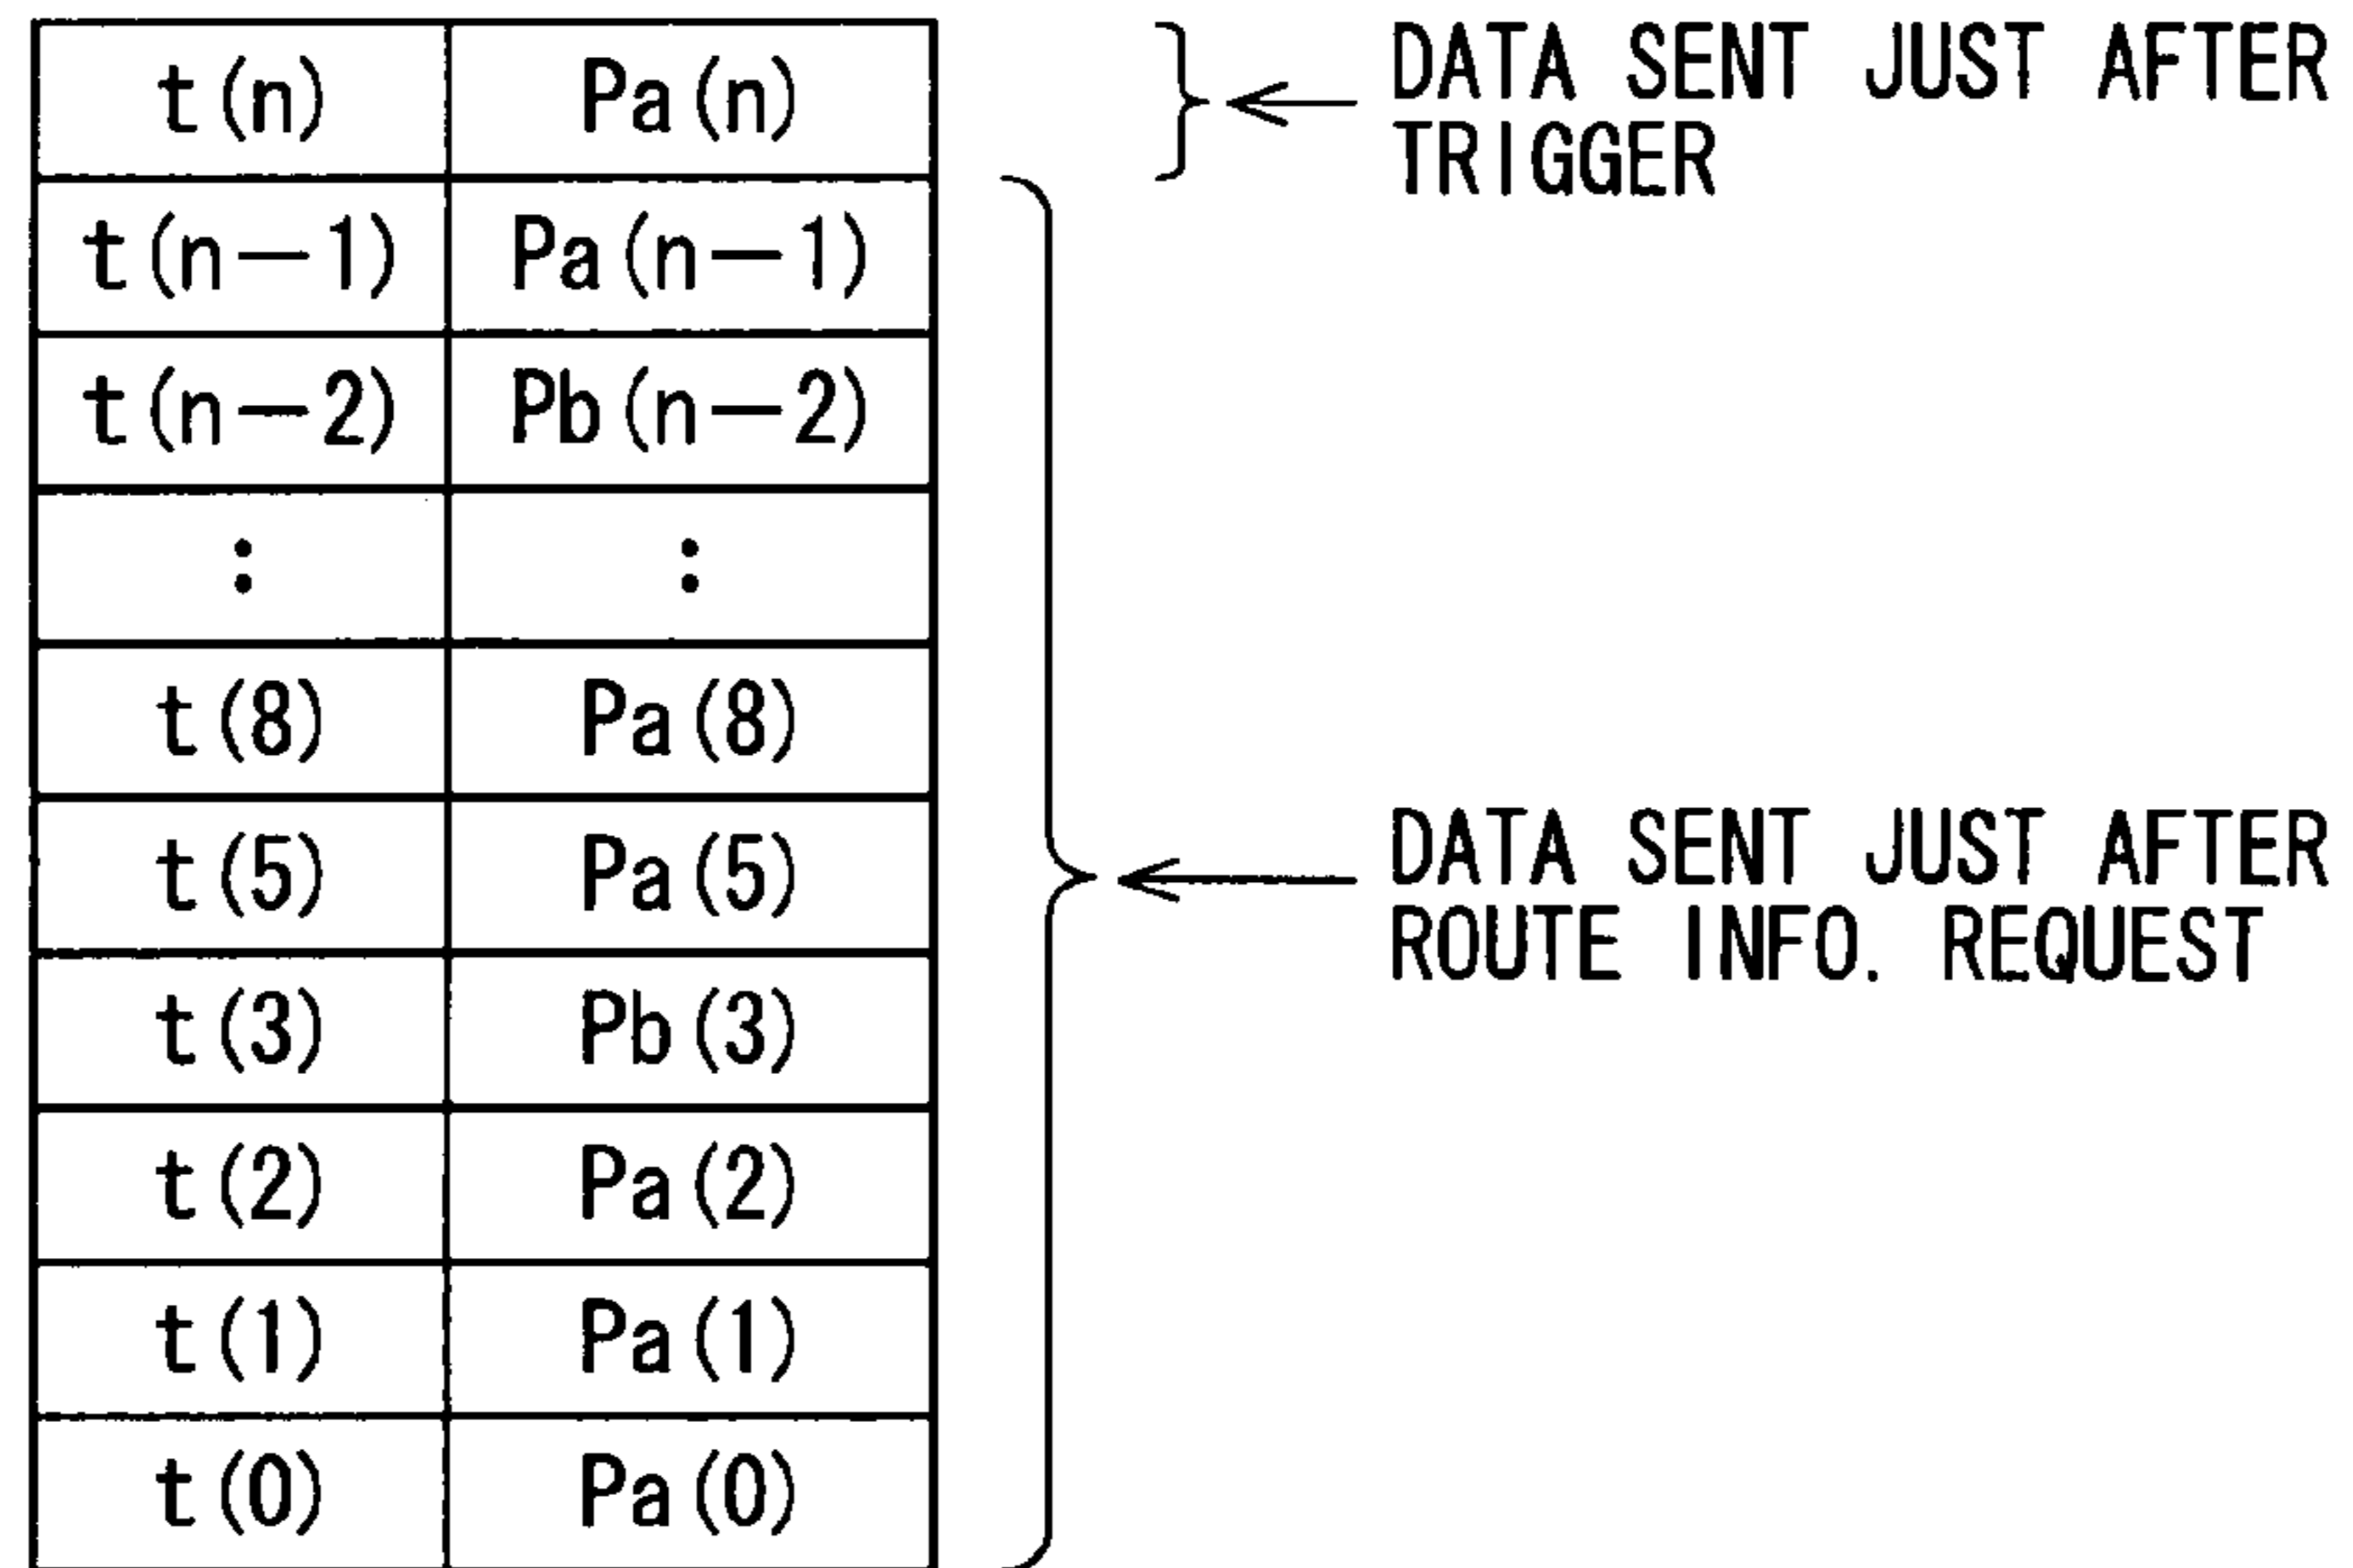 t(n) Pa(n)
DATA SENT JUST AFTER
TRIGGER
t(n−1) Pa(n−1)
t(n−2) Pb(n−2)
: :
t(8) Pa(8)
t(5) Pa(5)
DATA SENT JUST AFTER
ROUTE INFO. REQUEST
t(3) Pb(3)
t(2) Pa(2)
t(1) Pa(1)
t(0) Pa(0)